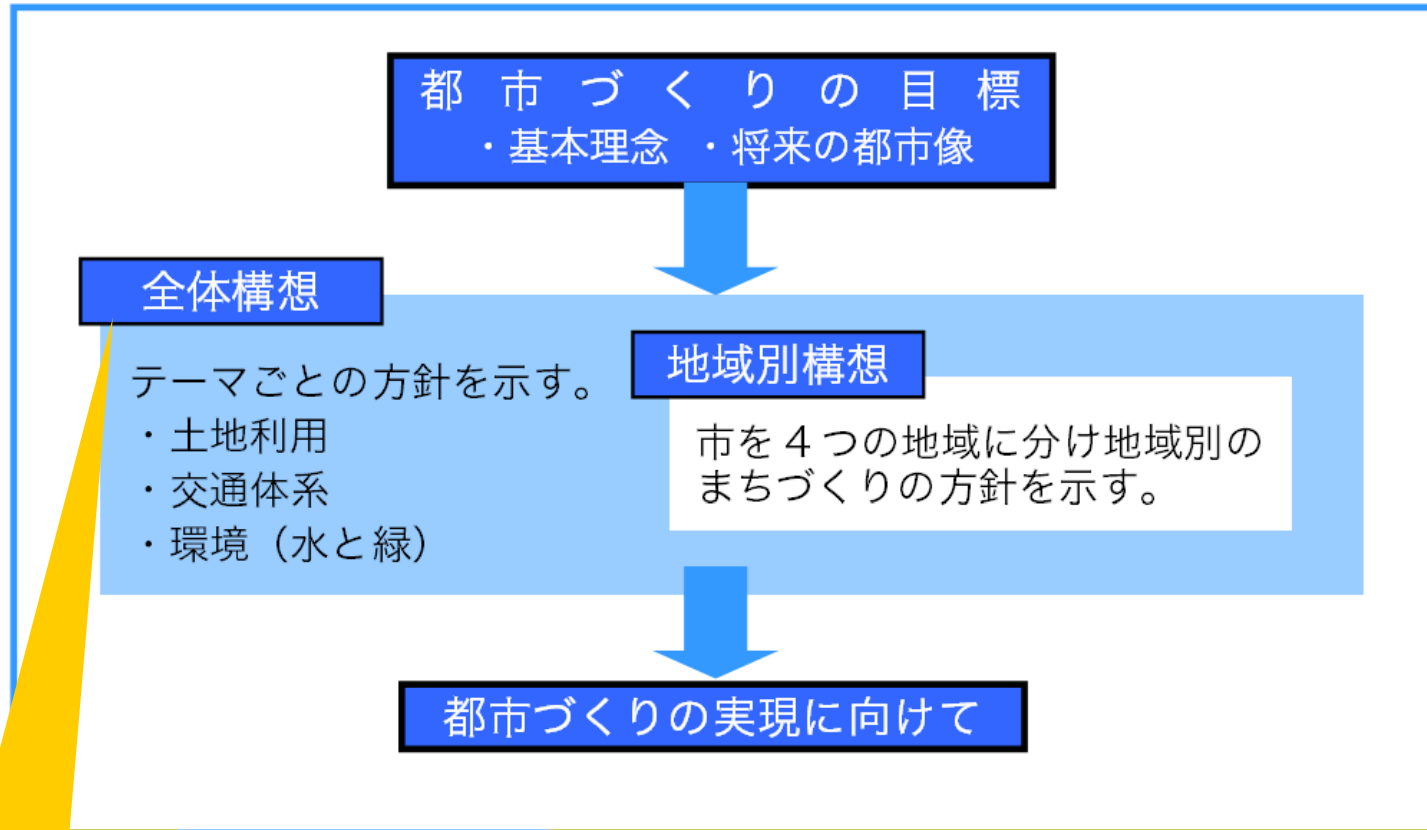 都市づくりの目標
・基本理念 ・将来の都市像
全体構想
テーマごとの方針を示す。
・土地利用
・交通体系
・環境（水と緑）
地域別構想
市を４つの地域に分け地域別の
まちづくりの方針を示す。
都市づくりの実現に向けて